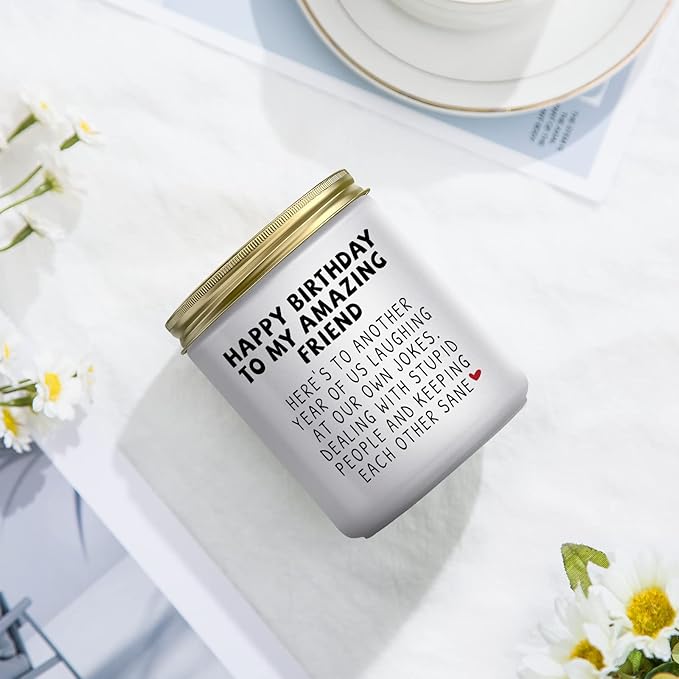 HAPPY BIRTHDAY
TO MY AMAZING
FRIEND
HERE'S TO ANOTHER
YEAR OF US LAUGHING
AT OUR OWN JOKES.
DEALING WITH STUPID
PEOPLE AND KEEPING
EACH OTHER SANE